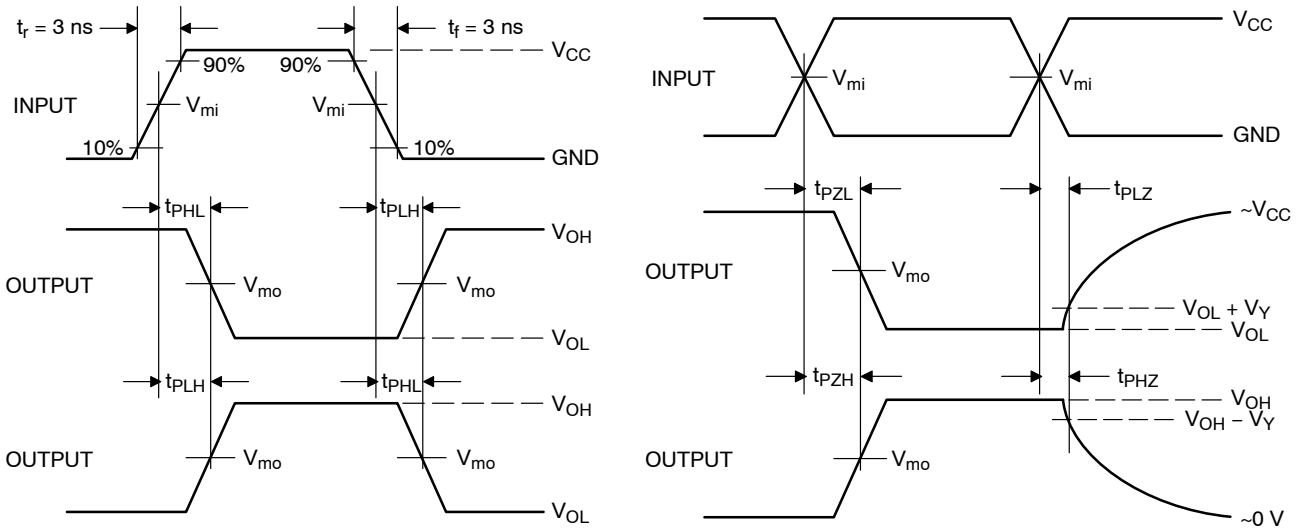 t_r = 3 ns
t_f = 3 ns
V_CC
90%
90%
INPUT
V_mi
V_mi
10%
10%
GND
t_PHL
t_PLH
V_OH
OUTPUT
V_mo
V_mo
V_OL
t_PLH
t_PHL
V_OH
OUTPUT
V_mo
V_mo
V_OL
V_CC
INPUT
V_mi
V_mi
GND
t_PZL
t_PLZ
~V_CC
OUTPUT
V_mo
V_OL + V_Y
V_OL
t_PZH
t_PHZ
V_OH
V_OH − V_Y
OUTPUT
V_mo
~0 V